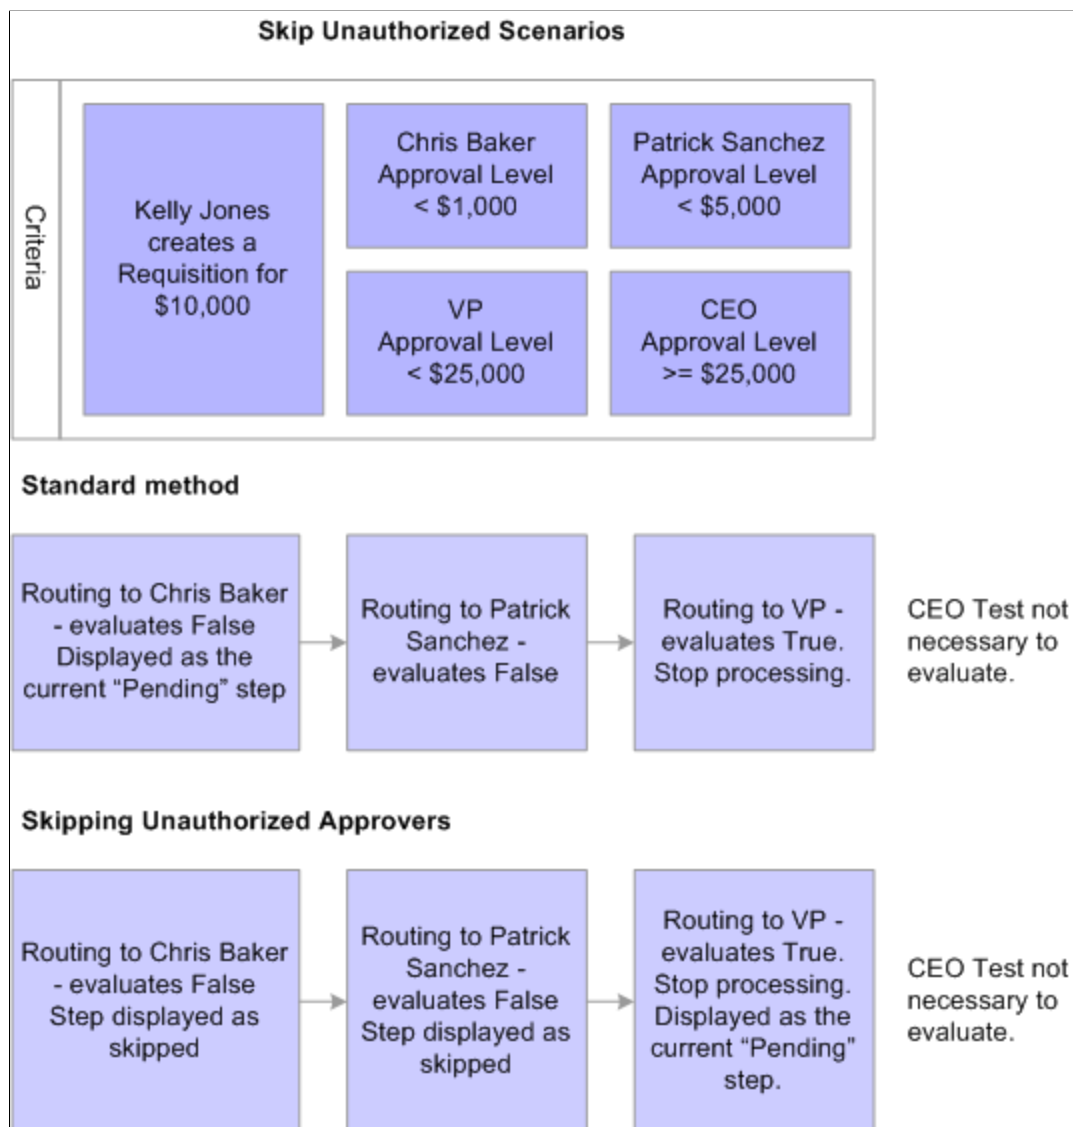 Skip Unauthorized Scenarios
Criteria
Kelly Jones
creates a
Requisition for
$10,000
Chris Baker
Approval Level
< $1,000
Patrick Sanchez
Approval Level
< $5,000
VP
Approval Level
< $25,000
CEO
Approval Level
>= $25,000
Standard method
Routing to Chris Baker
- evaluates False
Displayed as the
current “Pending” step
Routing to Patrick
Sanchez -
evaluates False
Routing to VP -
evaluates True.
Stop processing.
CEO Test not
necessary to
evaluate.
Skipping Unauthorized Approvers
Routing to Chris Baker
- evaluates False
Step displayed as
skipped
Routing to Patrick
Sanchez -
evaluates False
Step displayed as
skipped
Routing to VP -
evaluates True.
Stop processing.
Displayed as the
current “Pending”
step.
CEO Test not
necessary to
evaluate.